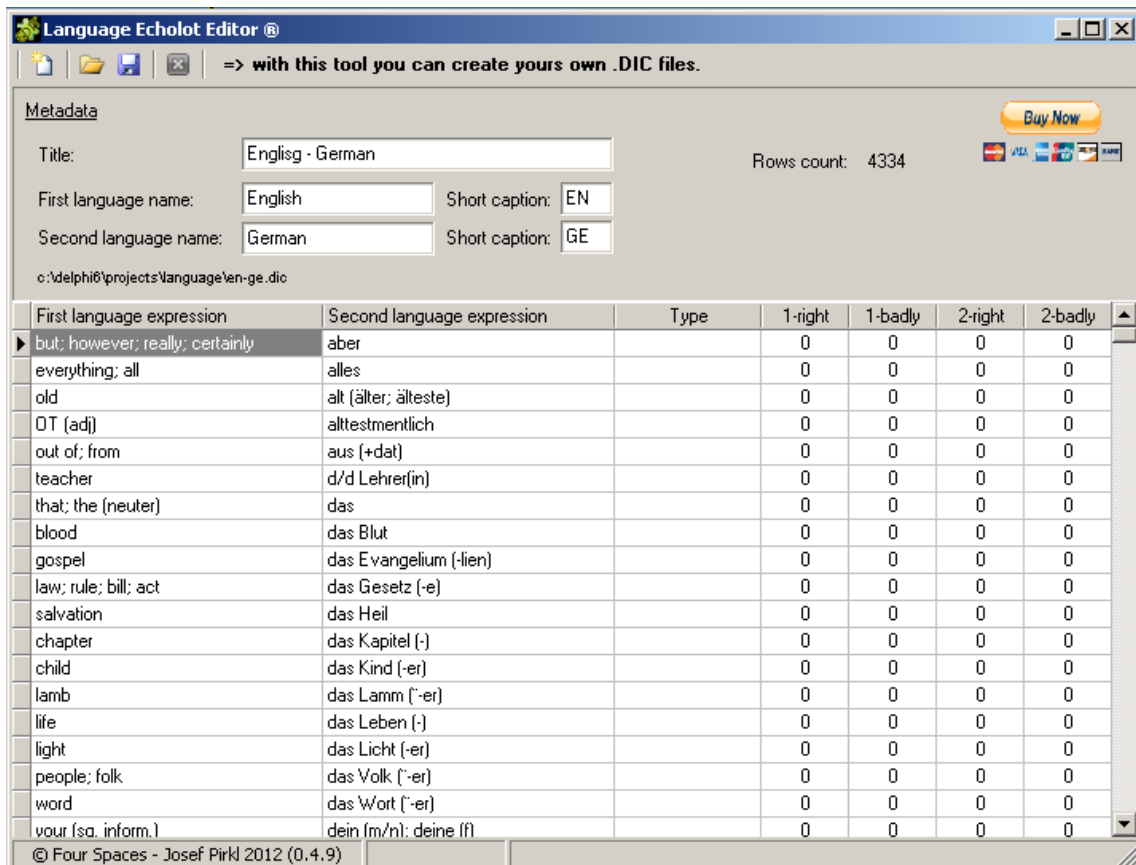 Language Echolot Editor ®
=> with this tool you can create yours own .DIC files.
Metadata
Buy Now
Title: Englisg - German Rows count: 4334
VISA
First language name: English Short caption: EN
Second language name: German Short caption: GE
c:\delphi6\projects\language\en-ge.dic
First language expression Second language expression Type 1-right 1-badly 2-right 2-badly
but; however; really; certainly aber 0 0 0 0
everything; all alles 0 0 0 0
old alt (älter; älteste) 0 0 0 0
OT (adj) alttestmentlich 0 0 0 0
out of; from aus (+dat) 0 0 0 0
teacher d/d Lehrer(in) 0 0 0 0
that; the (neuter) das 0 0 0 0
blood das Blut 0 0 0 0
gospel das Evangelium (-lien) 0 0 0 0
law; rule; bill; act das Gesetz (-e) 0 0 0 0
salvation das Heil 0 0 0 0
chapter das Kapitel (-) 0 0 0 0
child das Kind (-er) 0 0 0 0
lamb das Lamm (¨-er) 0 0 0 0
life das Leben (-) 0 0 0 0
light das Licht (-er) 0 0 0 0
people; folk das Volk (¨-er) 0 0 0 0
word das Wort (¨-er) 0 0 0 0
your (sg. inform.) dein (m/n); deine (f) 0 0 0 0
© Four Spaces - Josef Pirkl 2012 (0.4.9)